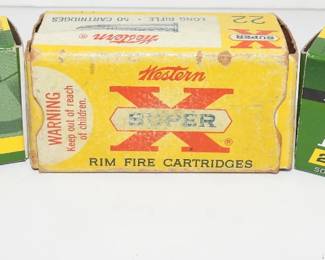 22
LONG RIFLE • 50 CARTRIDGES
Western
SUPER X
Western
SUPER X
RIM FIRE CARTRIDGES
WARNING
Keep out of reach
of children.